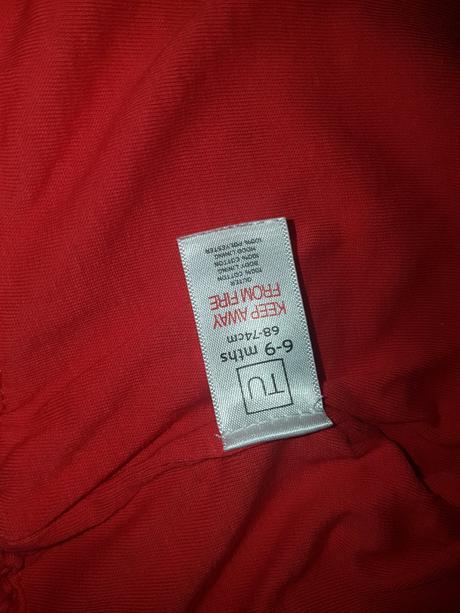 TU
6-9 mths
68-74cm
KEEP AWAY
FROM FIRE
OUTER
100% COTTON
BODY LINING
100% COTTON
HOOD LINING
100% POLYESTER